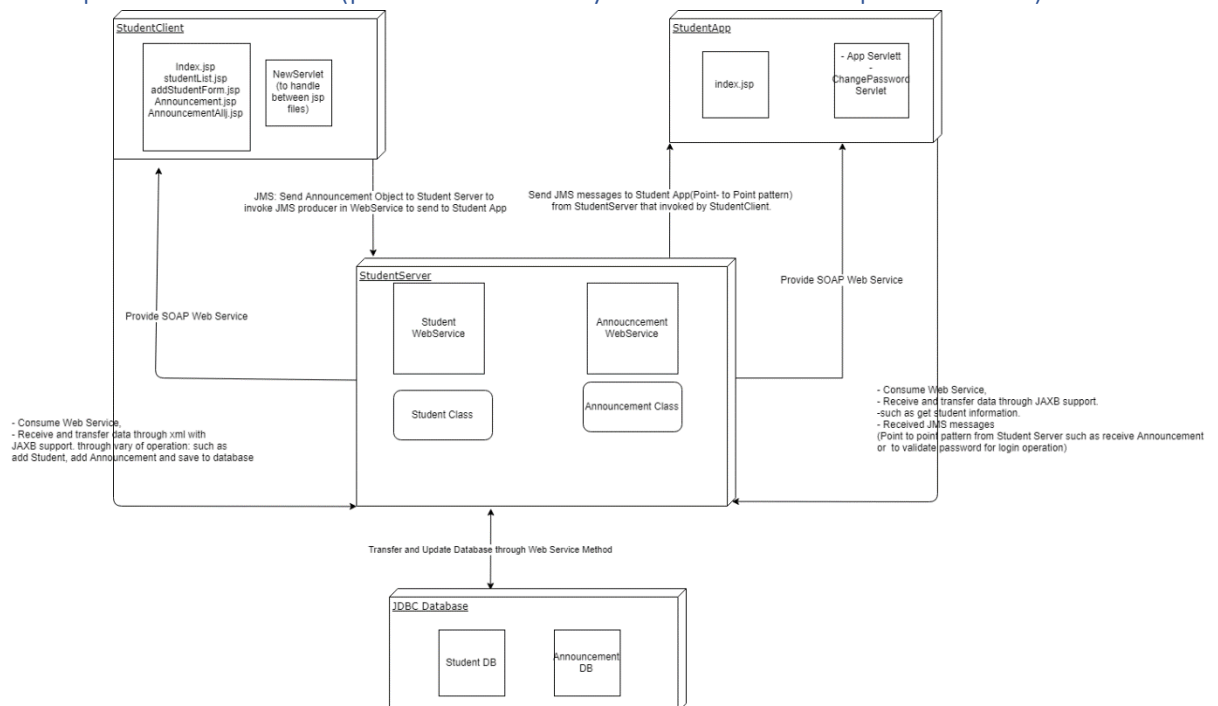 StudentClient
Index.jsp
studentList.jsp
addStudentForm.jsp
Announcement.jsp
AnnouncementAllj.jsp
NewServlet
(to handle
between jsp
files)
StudentApp
index.jsp
- App Servlett
-
ChangePassword
Servlet
JMS: Send Announcement Object to Student Server to
invoke JMS producer in WebService to send to Student App
Send JMS messages to Student App(Point- to Point pattern)
from StudentServer that invoked by StudentClient.
StudentServer
Student
WebService
Annoucncement
WebService
Student Class
Announcement Class
Provide SOAP Web Service
Provide SOAP Web Service
- Consume Web Service,
- Receive and transfer data through xml with
JAXB support. through vary of operation: such as
add Student, add Announcement and save to database
- Consume Web Service,
- Receive and transfer data through JAXB support.
-such as get student information.
- Received JMS messages
(Point to point pattern from Student Server such as receive Announcement
or to validate password for login operation)
Transfer and Update Database through Web Service Method
JDBC Database
Student DB
Announcement
DB